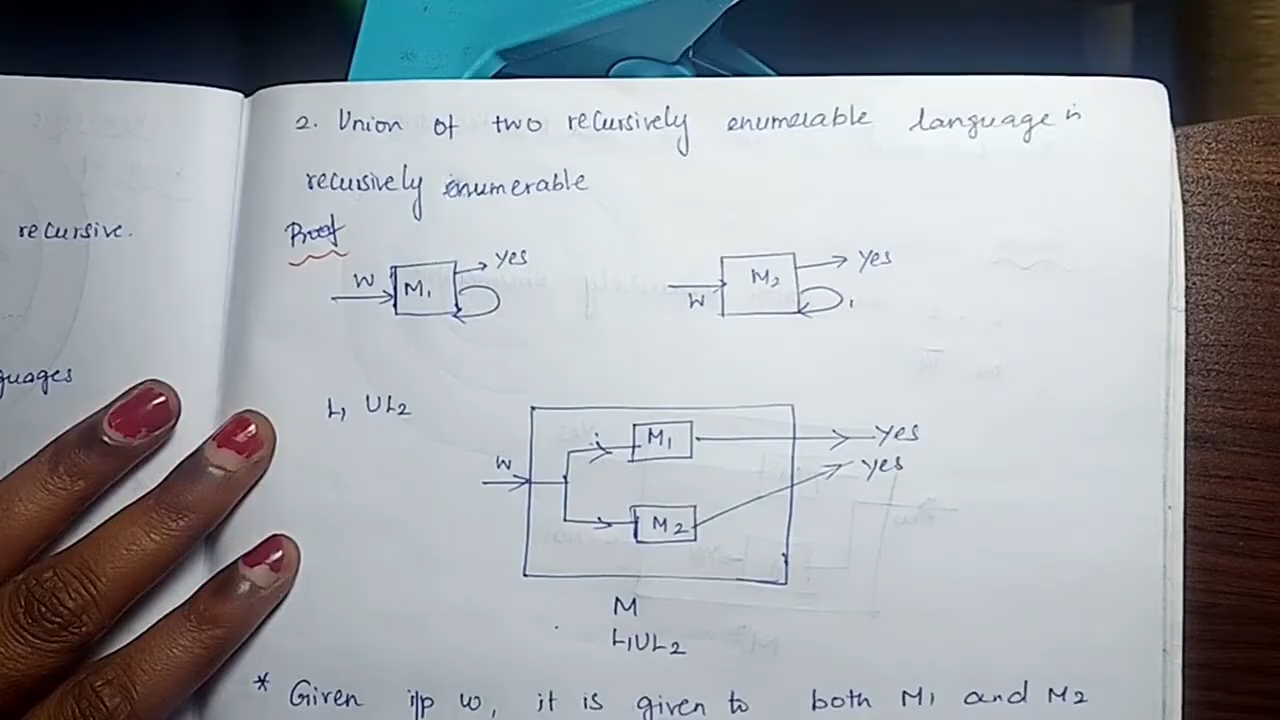 recursive.
guages
2. Union of two recursively enumerable language is
recursively enumerable
Proof
W M1 yes
W M2 yes
L1 UL2
W M1 yes
M2 yes
M
L1UL2
* Given i/p w, it is given to both M1 and M2